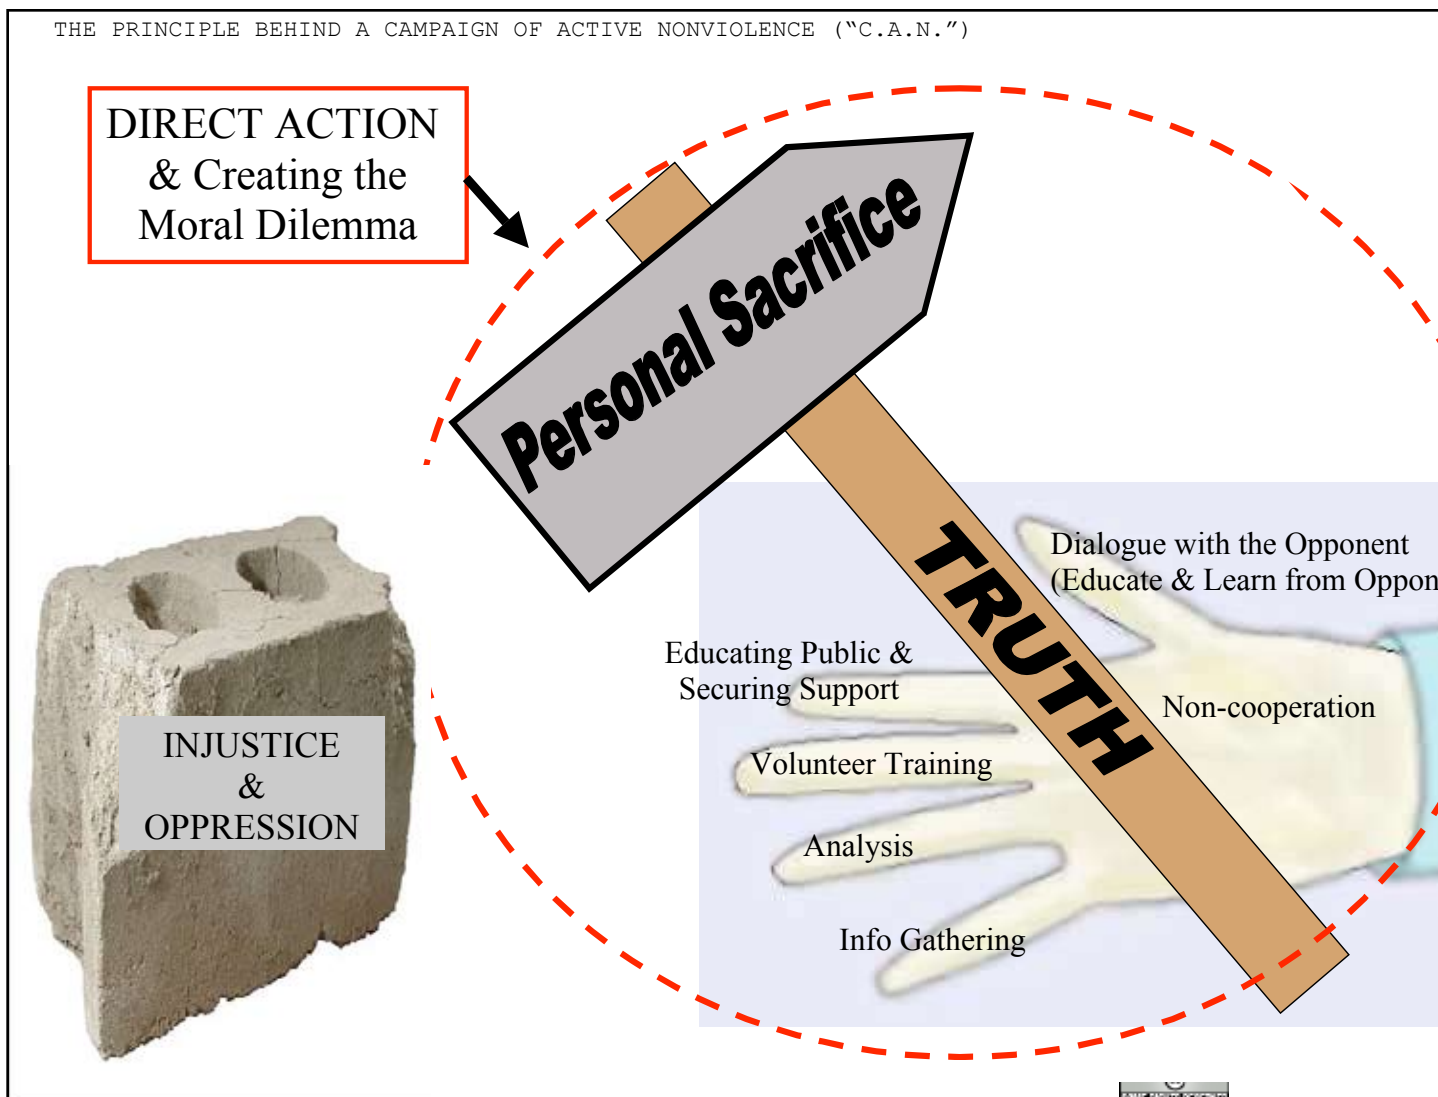 THE PRINCIPLE BEHIND A CAMPAIGN OF ACTIVE NONVIOLENCE (“C.A.N.”)
DIRECT ACTION
& Creating the
Moral Dilemma
Personal Sacrifice
TRUTH
Dialogue with the Opponent
(Educate & Learn from Oppon
Educating Public &
Securing Support
Non-cooperation
Volunteer Training
Analysis
Info Gathering
INJUSTICE
&
OPPRESSION